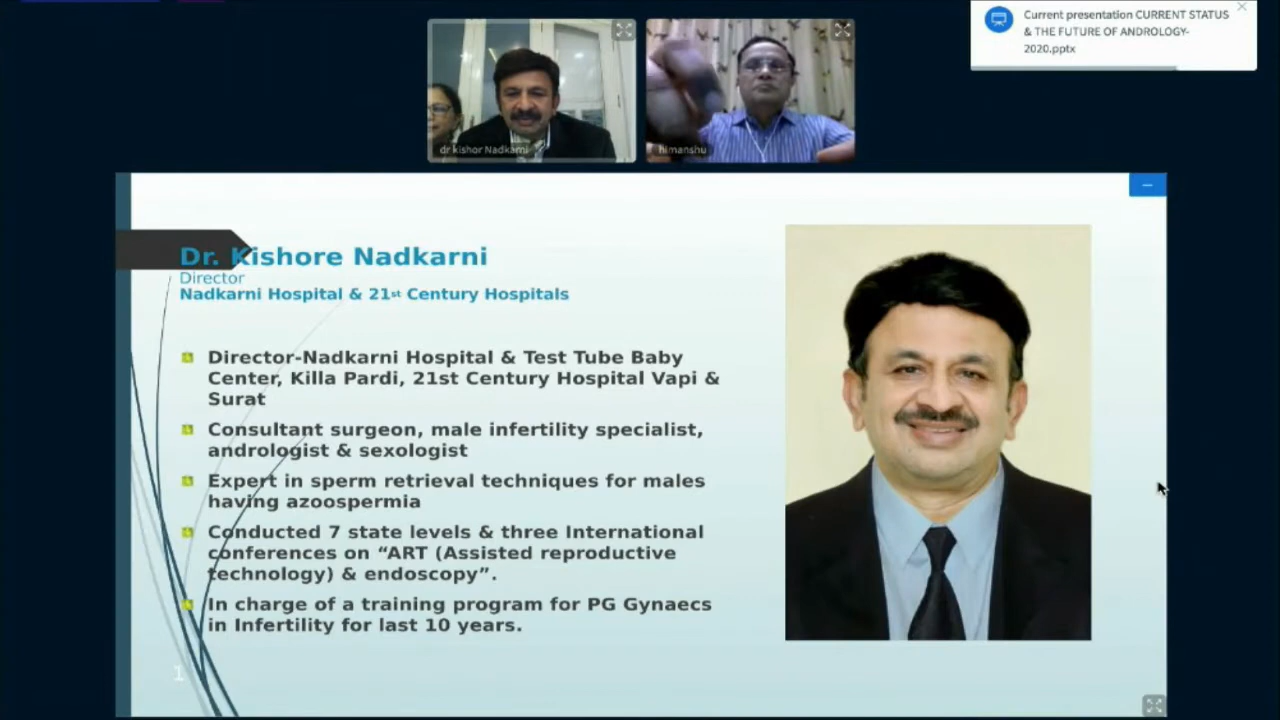 Current presentation CURRENT STATUS
& THE FUTURE OF ANDROLOGY-
2020.pptx
dr kishor Nadkarni
himanshu
Dr. Kishore Nadkarni
Director
Nadkarni Hospital & 21st Century Hospitals
Director-Nadkarni Hospital & Test Tube Baby
Center, Killa Pardi, 21st Century Hospital Vapi &
Surat
Consultant surgeon, male infertility specialist,
andrologist & sexologist
Expert in sperm retrieval techniques for males
having azoospermia
Conducted 7 state levels & three International
conferences on “ART (Assisted reproductive
technology) & endoscopy”.
In charge of a training program for PG Gynaecs
in Infertility for last 10 years.
1